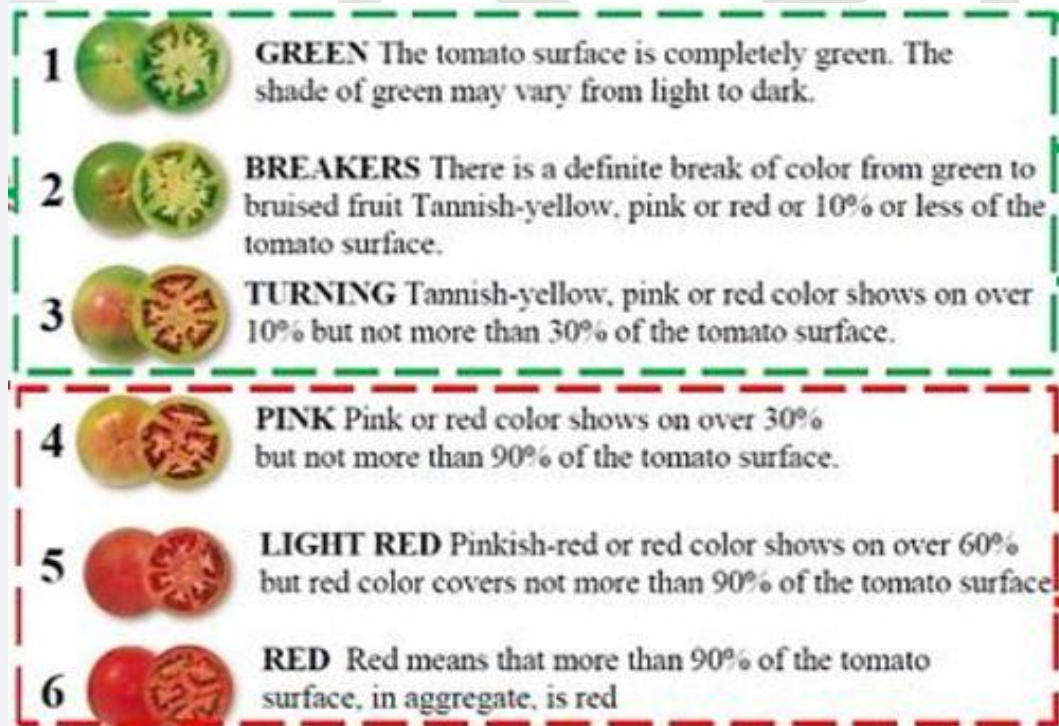 1
GREEN The tomato surface is completely green. The
shade of green may vary from light to dark.
2
BREAKERS There is a definite break of color from green to
bruised fruit Tannish-yellow, pink or red or 10% or less of the
tomato surface.
3
TURNING Tannish-yellow, pink or red color shows on over
10% but not more than 30% of the tomato surface.
4
PINK Pink or red color shows on over 30%
but not more than 90% of the tomato surface.
5
LIGHT RED Pinkish-red or red color shows on over 60%
but red color covers not more than 90% of the tomato surface
6
RED Red means that more than 90% of the tomato
surface, in aggregate, is red